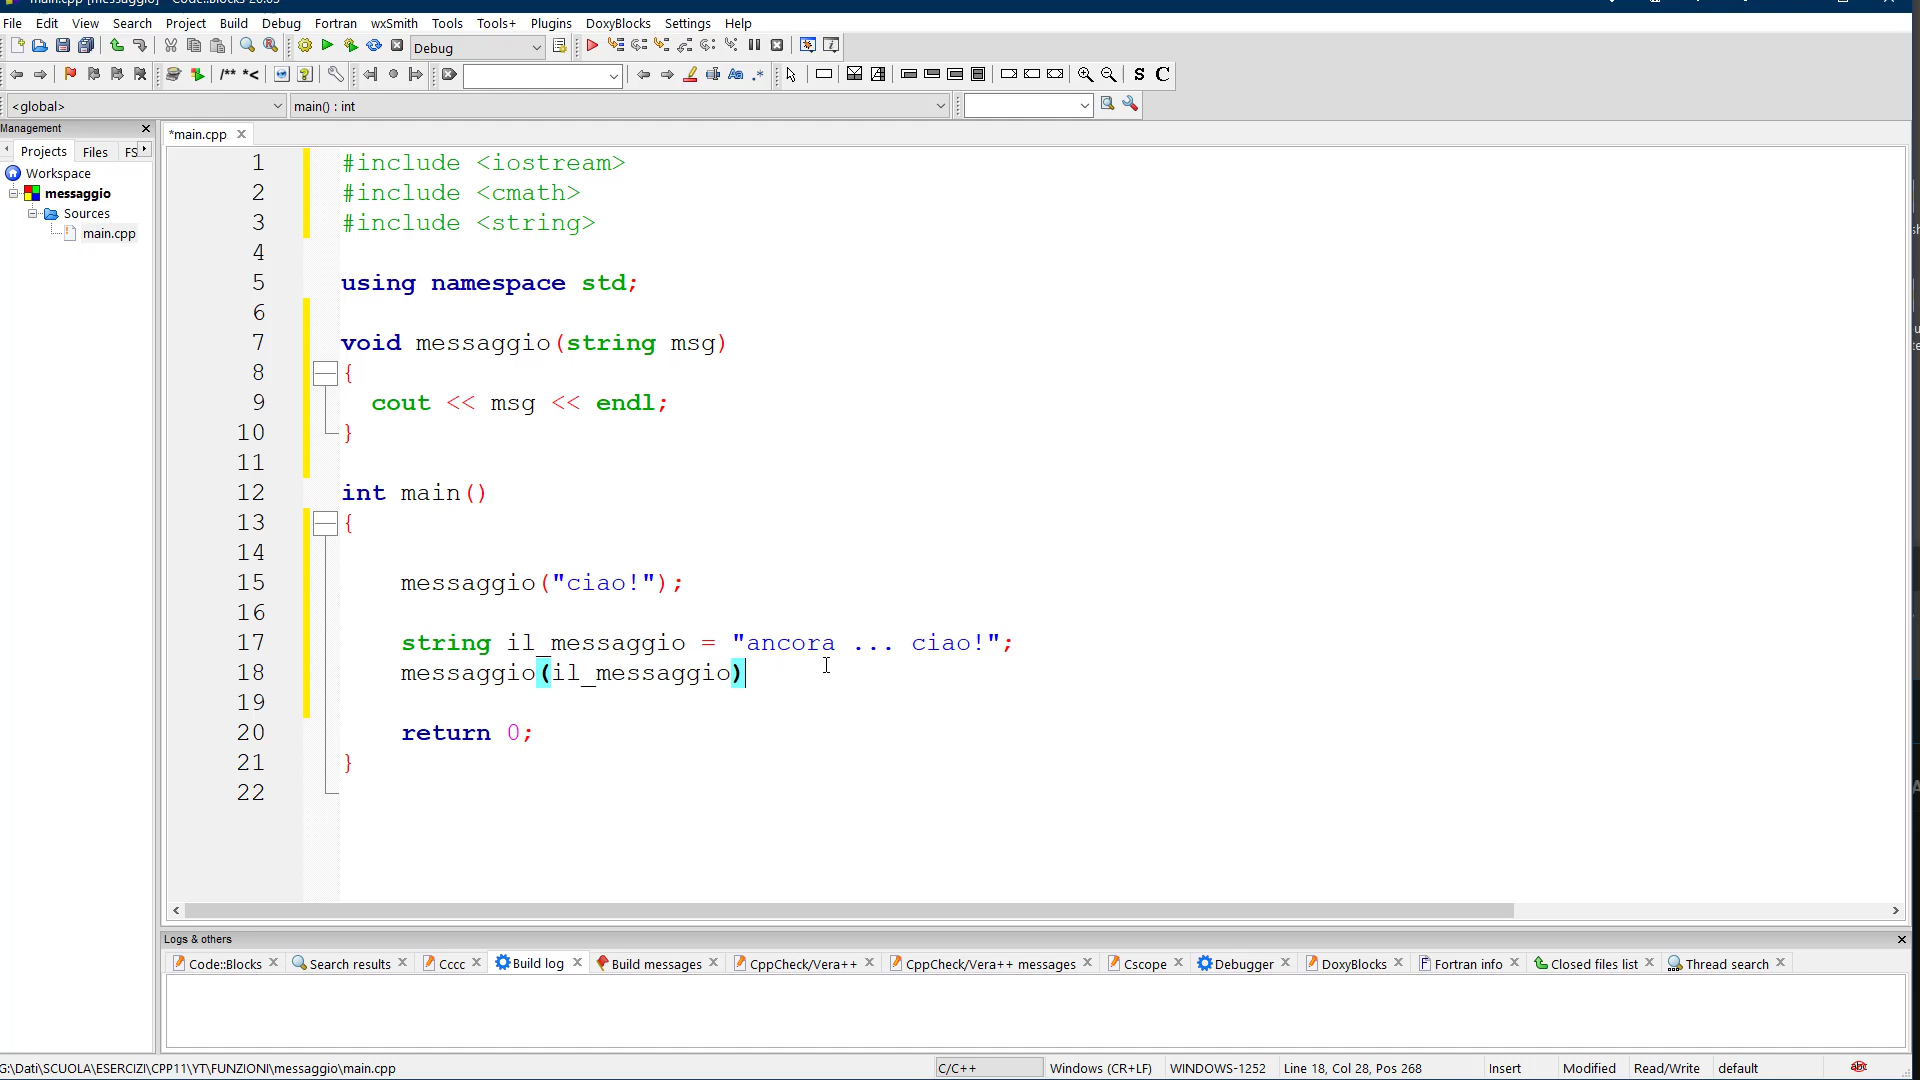 main.cpp [messaggio] - Code::Blocks 20.03
File Edit View Search Project Build Debug Fortran wxSmith Tools Tools+ Plugins DoxyBlocks Settings Help
Debug
/** *< Aa .* S C
<global> main() : int
Management
Projects Files FS
*main.cpp
Workspace
messaggio
Sources
main.cpp
1 #include <iostream>
2 #include <cmath>
3 #include <string>
4
5 using namespace std;
6
7 void messaggio(string msg)
8 {
9 cout << msg << endl;
10 }
11
12 int main()
13 {
14
15 messaggio("ciao!");
16
17 string il_messaggio = "ancora ... ciao!";
18 messaggio(il_messaggio)
19
20 return 0;
21 }
22
Logs & others
Code::Blocks Search results Cccc Build log Build messages CppCheck/Vera++ CppCheck/Vera++ messages Cscope Debugger DoxyBlocks Fortran info Closed files list Thread search
G:\Dati\SCUOLA\ESERCIZI\CPP11\YT\FUNZIONI\messaggio\main.cpp C/C++ Windows (CR+LF) WINDOWS-1252 Line 18, Col 28, Pos 268 Insert Modified Read/Write default